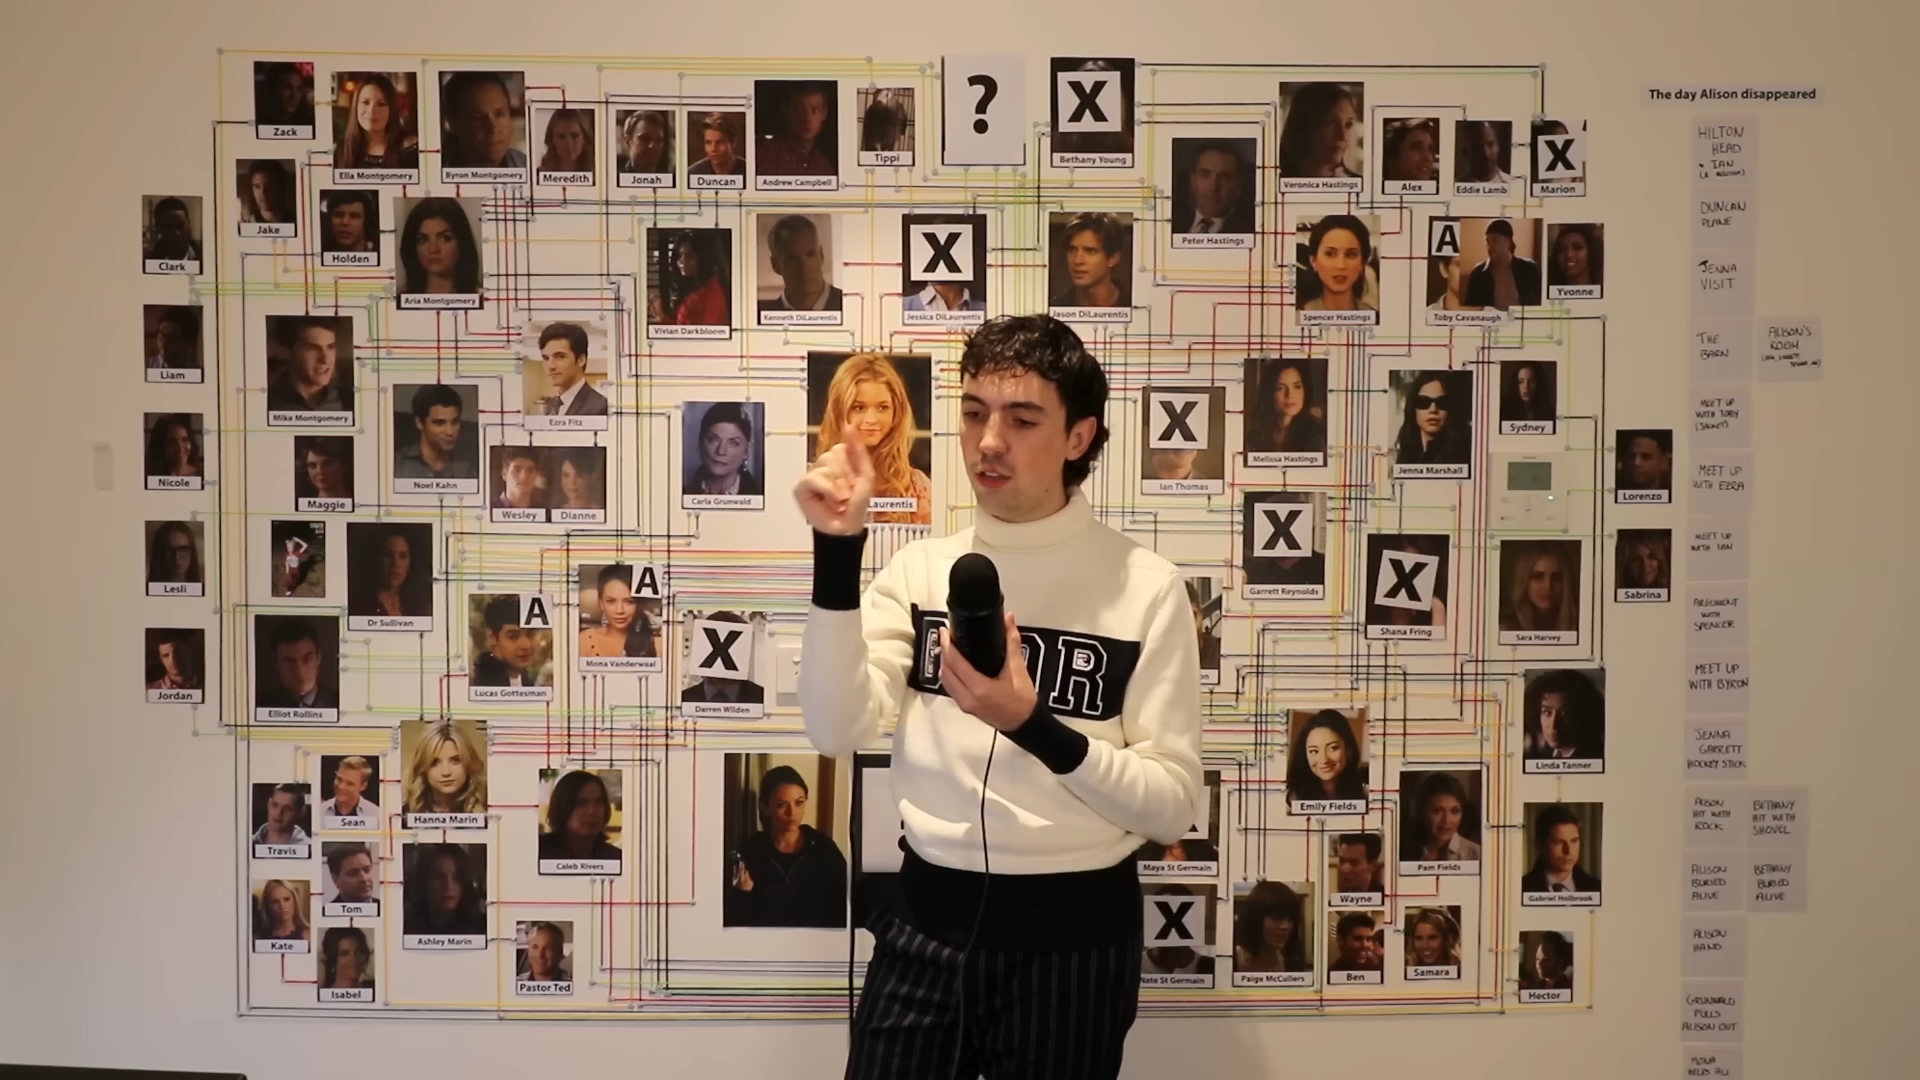 ?
X
The day Alison disappeared
Zack
Ella Montgomery
Byron Montgomery
Meredith
Jonah
Duncan
Andrew Campbell
Tippi
Bethany Young
Veronica Hastings
Alex
Eddie Lamb
X
Marion
Jake
Holden
Aria Montgomery
Clark
Vivian Darkbloom
Kenneth DiLaurentis
X
Jessica DiLaurentis
Jason DiLaurentis
Peter Hastings
Spencer Hastings
A
Toby Cavanaugh
Yvonne
Liam
Mike Montgomery
Noel Kahn
Ezra Fitz
Laurentis
X
Ian Thomas
Melissa Hastings
Jenna Marshall
Sydney
Nicole
Maggie
Wesley
Dianne
Carla Grunwald
X
Garrett Reynolds
Lorenzo
Lesli
Dr Sullivan
A
Lucas Gottesman
A
Mona Vanderwaal
X
Darren Wilden
X
Shana Fring
Sara Harvey
Sabrina
Jordan
Elliot Rollins
DIOR
Linda Tanner
Travis
Sean
Hanna Marin
Caleb Rivers
Maya St Germain
Emily Fields
Pam Fields
Kate
Tom
Ashley Marin
Wayne
Gabriel Holbrook
Isabel
Pastor Ted
X
Nate St Germain
Paige McCullers
Ben
Samara
Hector
HILTON
HEAD
• IAN
(& MELISSA)
DUNCAN
PLANE
JENNA
VISIT
THE
BARN
ALISON'S
ROOM
MEET UP
WITH TOBY
MEET UP
WITH EZRA
MEET UP
WITH IAN
ARGUMENT
WITH
SPENCER
MEET UP
WITH BYRON
JENNA
GARRETT
HOCKEY STICK
ALISON
HIT WITH
ROCK
BETHANY
HIT WITH
SHOVEL
ALISON
BURIED
ALIVE
BETHANY
BURIED
ALIVE
ALISON
HAND
GRUNWALD
PULLS
ALISON OUT
MONA
HELPS ALI